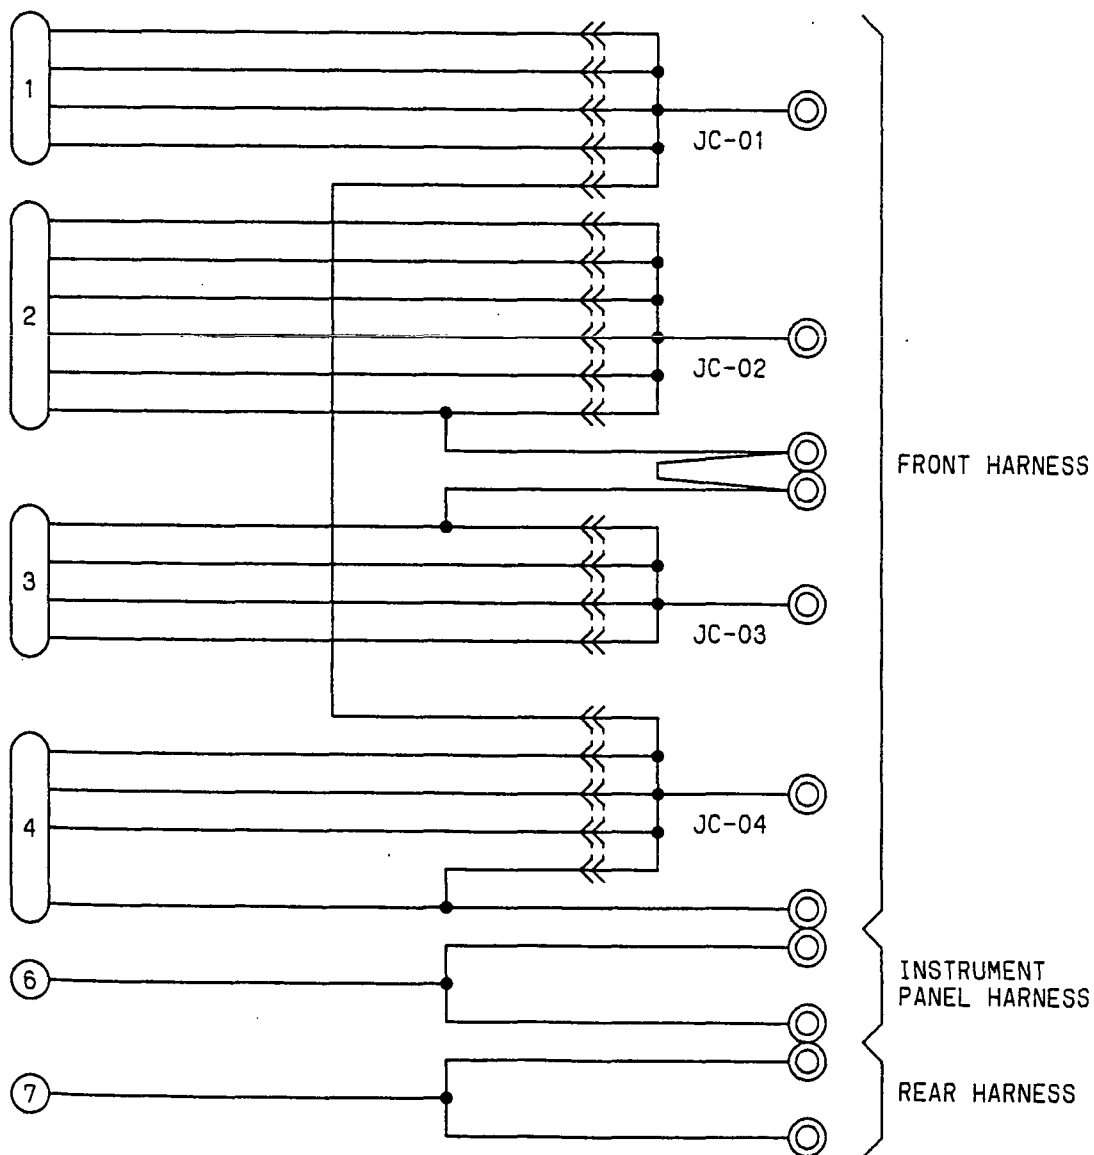 1
JC-01
2
JC-02
FRONT HARNESS
3
JC-03
4
JC-04
6
INSTRUMENT
PANEL HARNESS
7
REAR HARNESS